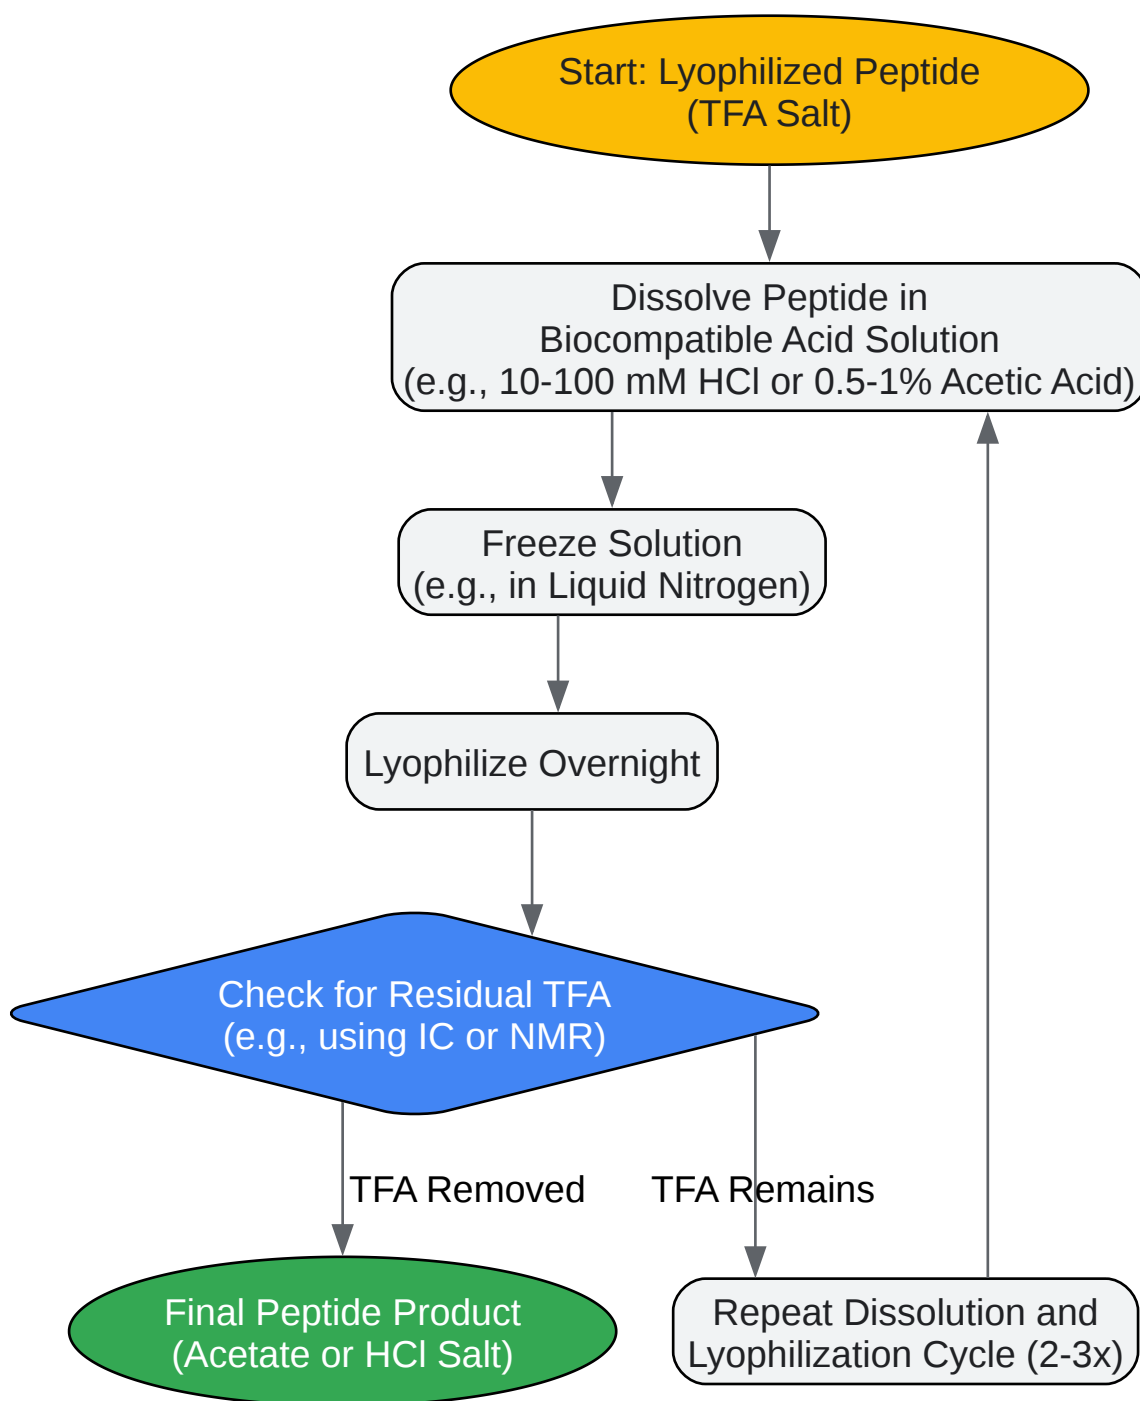 Start: Lyophilized Peptide
(TFA Salt)
Dissolve Peptide in
Biocompatible Acid Solution
(e.g., 10-100 mM HCl or 0.5-1% Acetic Acid)
Freeze Solution
(e.g., in Liquid Nitrogen)
Lyophilize Overnight
Check for Residual TFA
(e.g., using IC or NMR)
TFA Removed
TFA Remains
Final Peptide Product
(Acetate or HCl Salt)
Repeat Dissolution and
Lyophilization Cycle (2-3x)